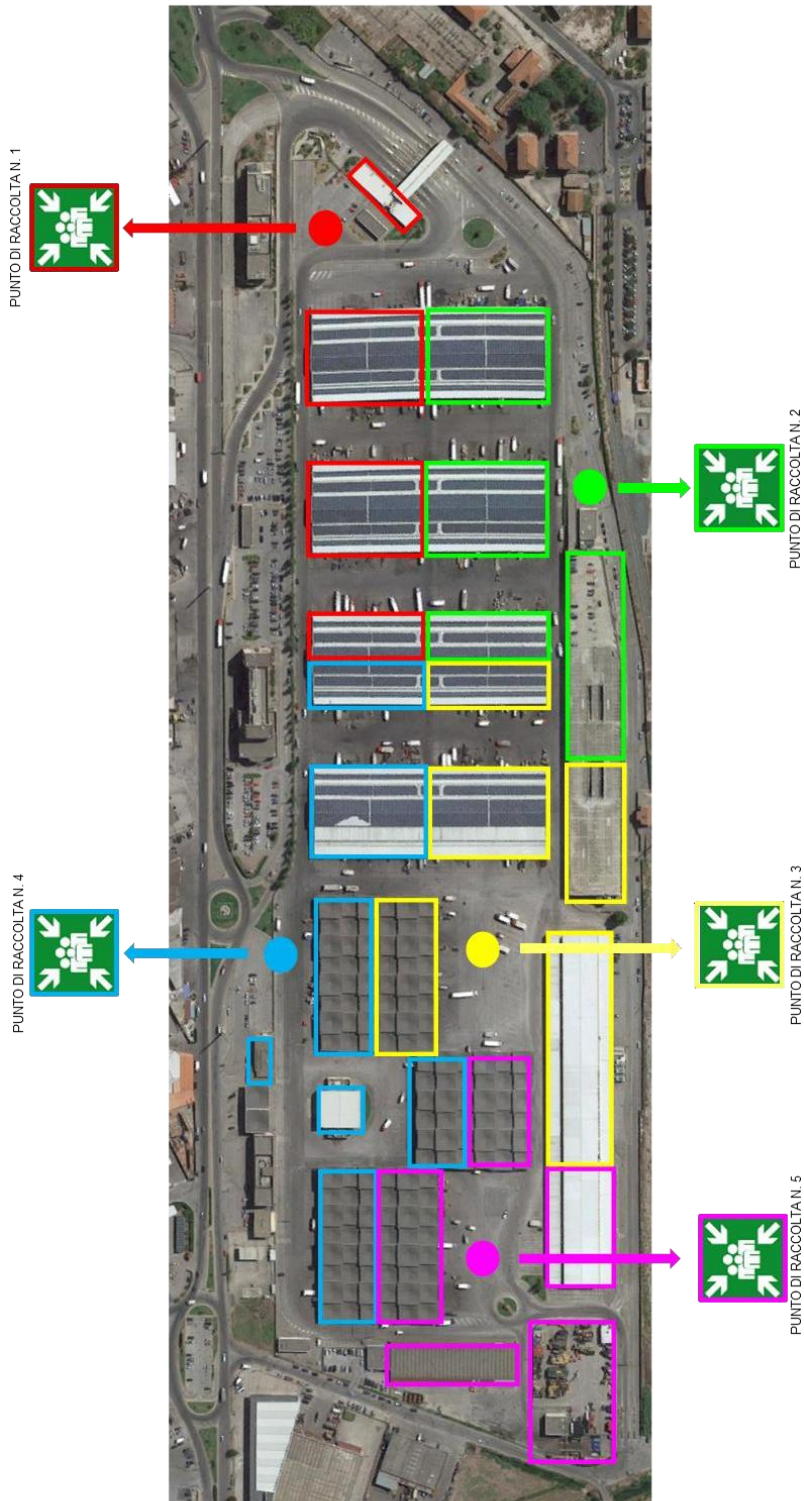 PUNTO DI RACCOLTA N. 1
PUNTO DI RACCOLTA N. 2
PUNTO DI RACCOLTA N. 4
PUNTO DI RACCOLTA N. 3
PUNTO DI RACCOLTA N. 5